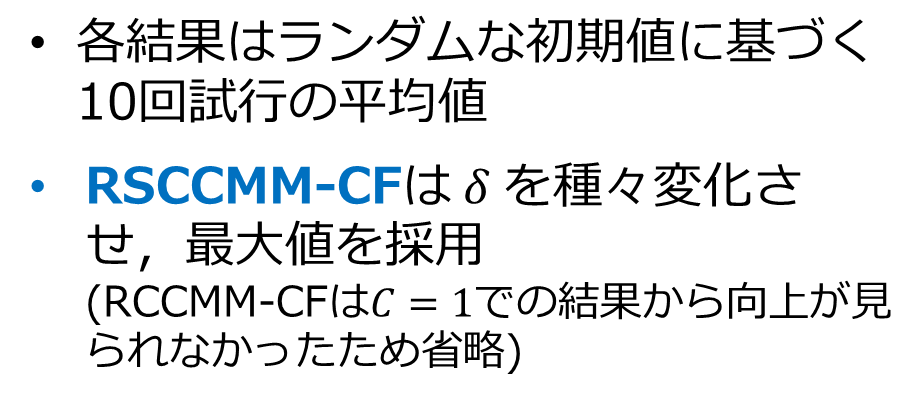 • 各結果はランダムな初期値に基づく
10回試行の平均値
• RSCCMM-CFは δ を種々変化さ
せ，最大値を採用
(RCCMM-CFはC = 1での結果から向上が見
られなかったため省略)